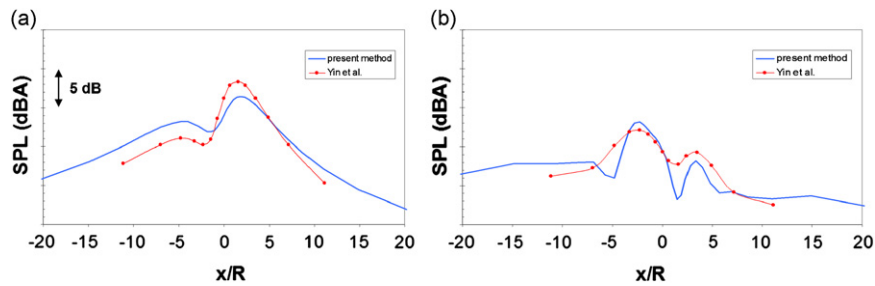 (a)
SPL (dBA)
5 dB
present method
Yin et al.
-20 -15 -10 -5 0 5 10 15 20
x/R
(b)
SPL (dBA)
present method
Yin et al.
-20 -15 -10 -5 0 5 10 15 20
x/R